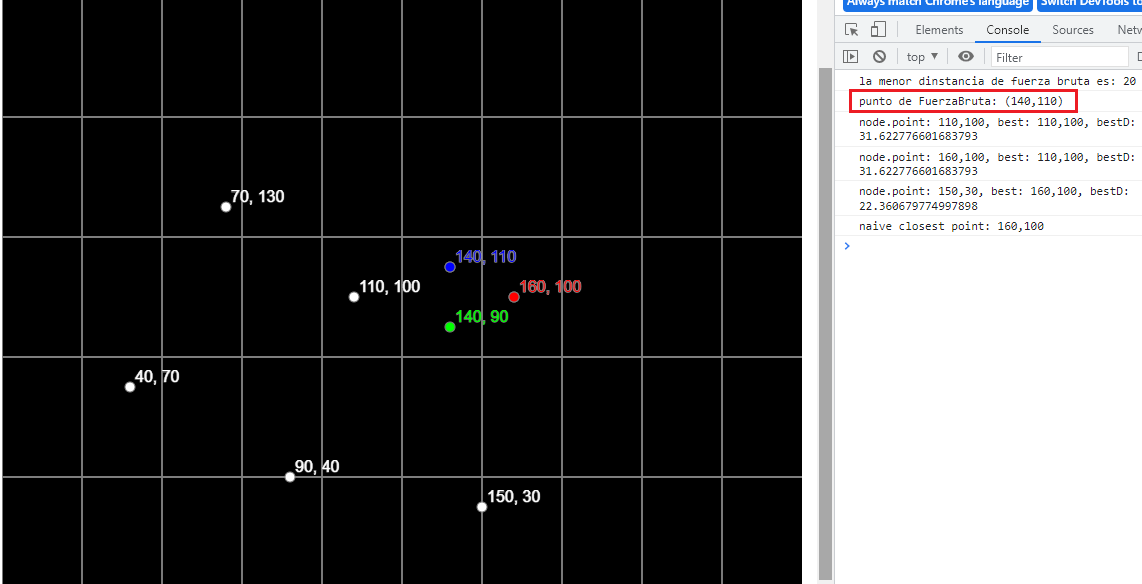 Always match Chrome's language Switch DevTools to
Elements Console Sources Netw
top ▼ Filter
la menor dinstancia de fuerza bruta es: 20
punto de FuerzaBruta: (140,110)
node.point: 110,100, best: 110,100, bestD:
31.622776601683793
node.point: 160,100, best: 110,100, bestD:
31.622776601683793
node.point: 150,30, best: 160,100, bestD:
22.360679774997898
naive closest point: 160,100
70, 130
140, 110
110, 100
160, 100
140, 90
40, 70
90, 40
150, 30